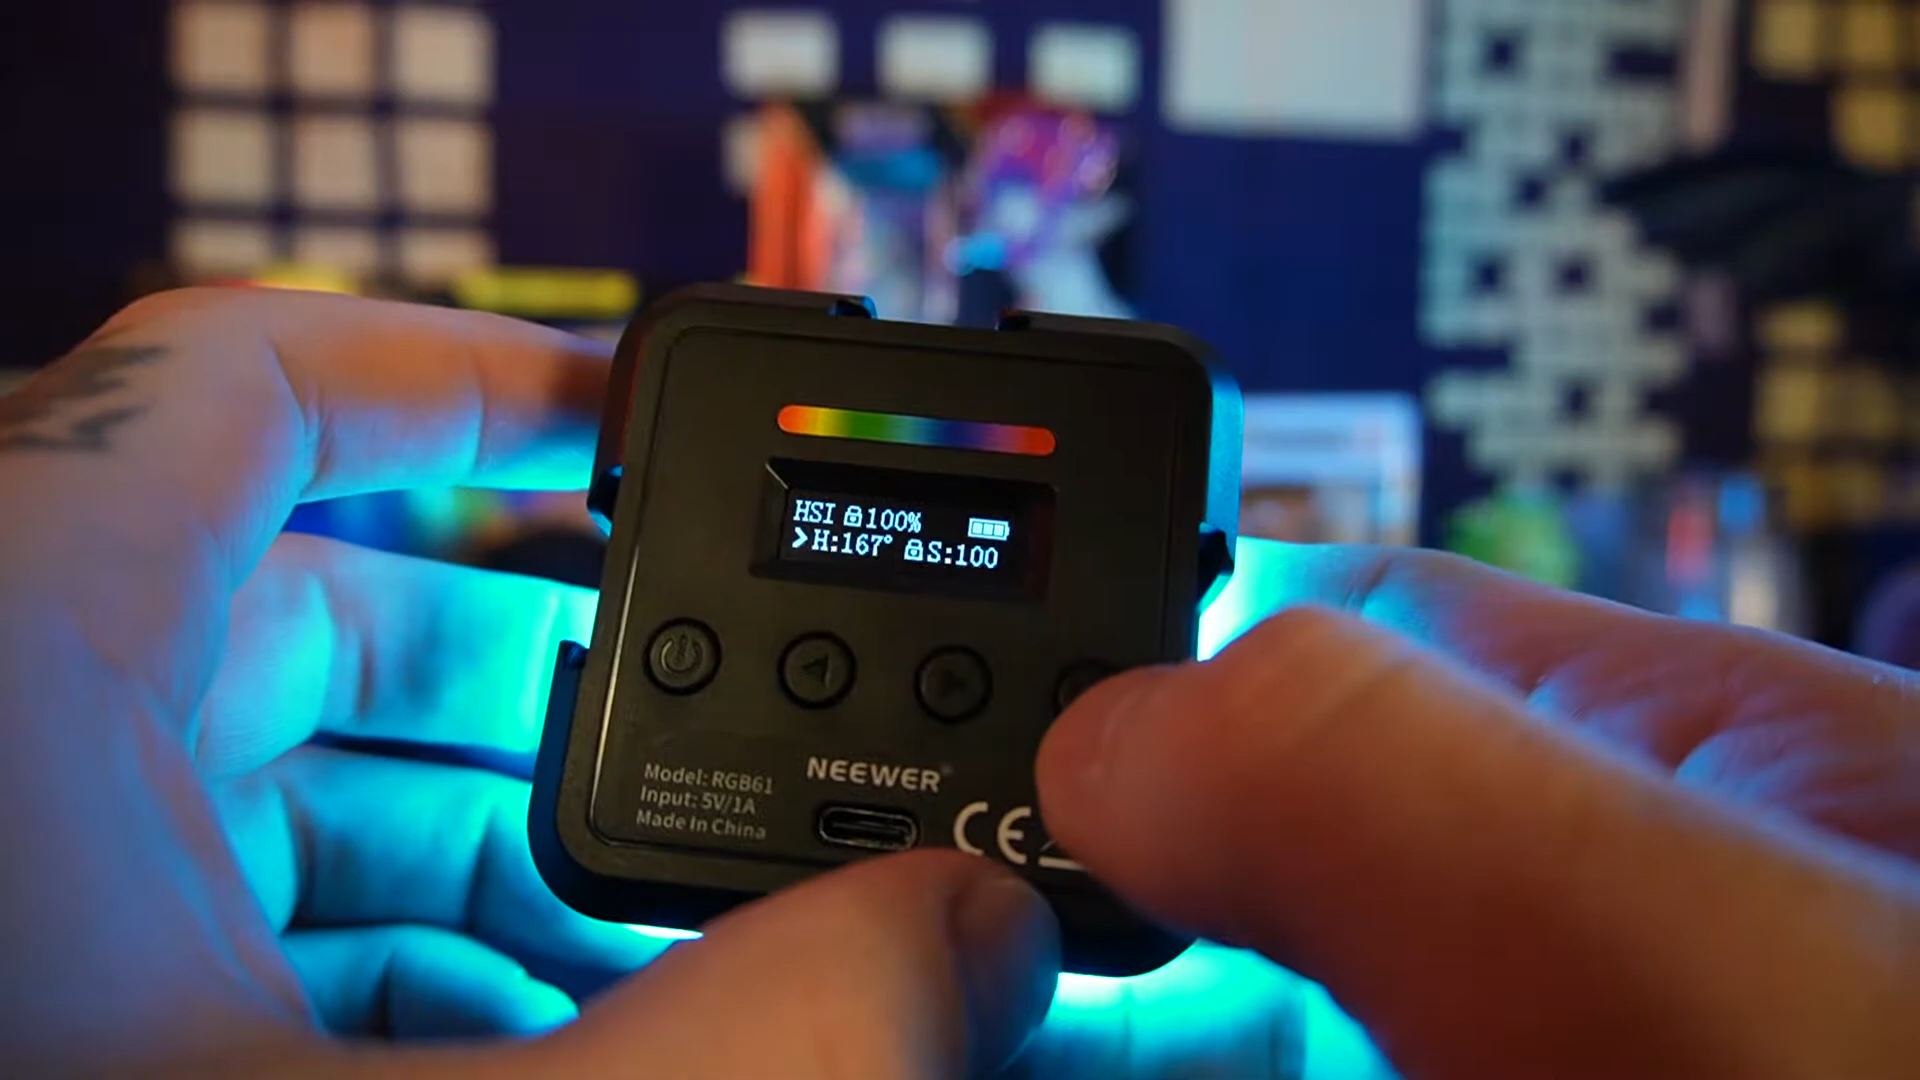 HSI 100%
H:167° S:100
NEEWER
Model: RGB61
Input: 5V/1A
Made In China
CE